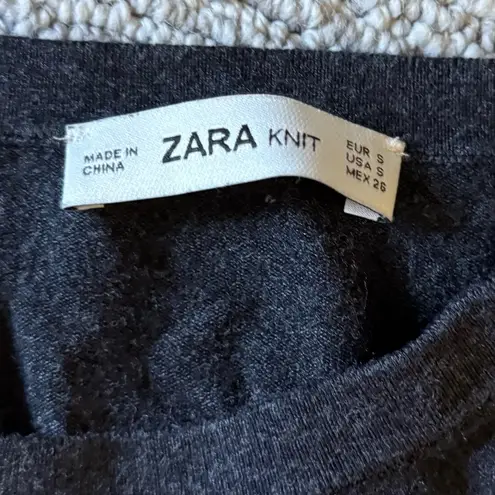 MADE IN
CHINA
ZARA KNIT
EUR S
USA S
MEX 26